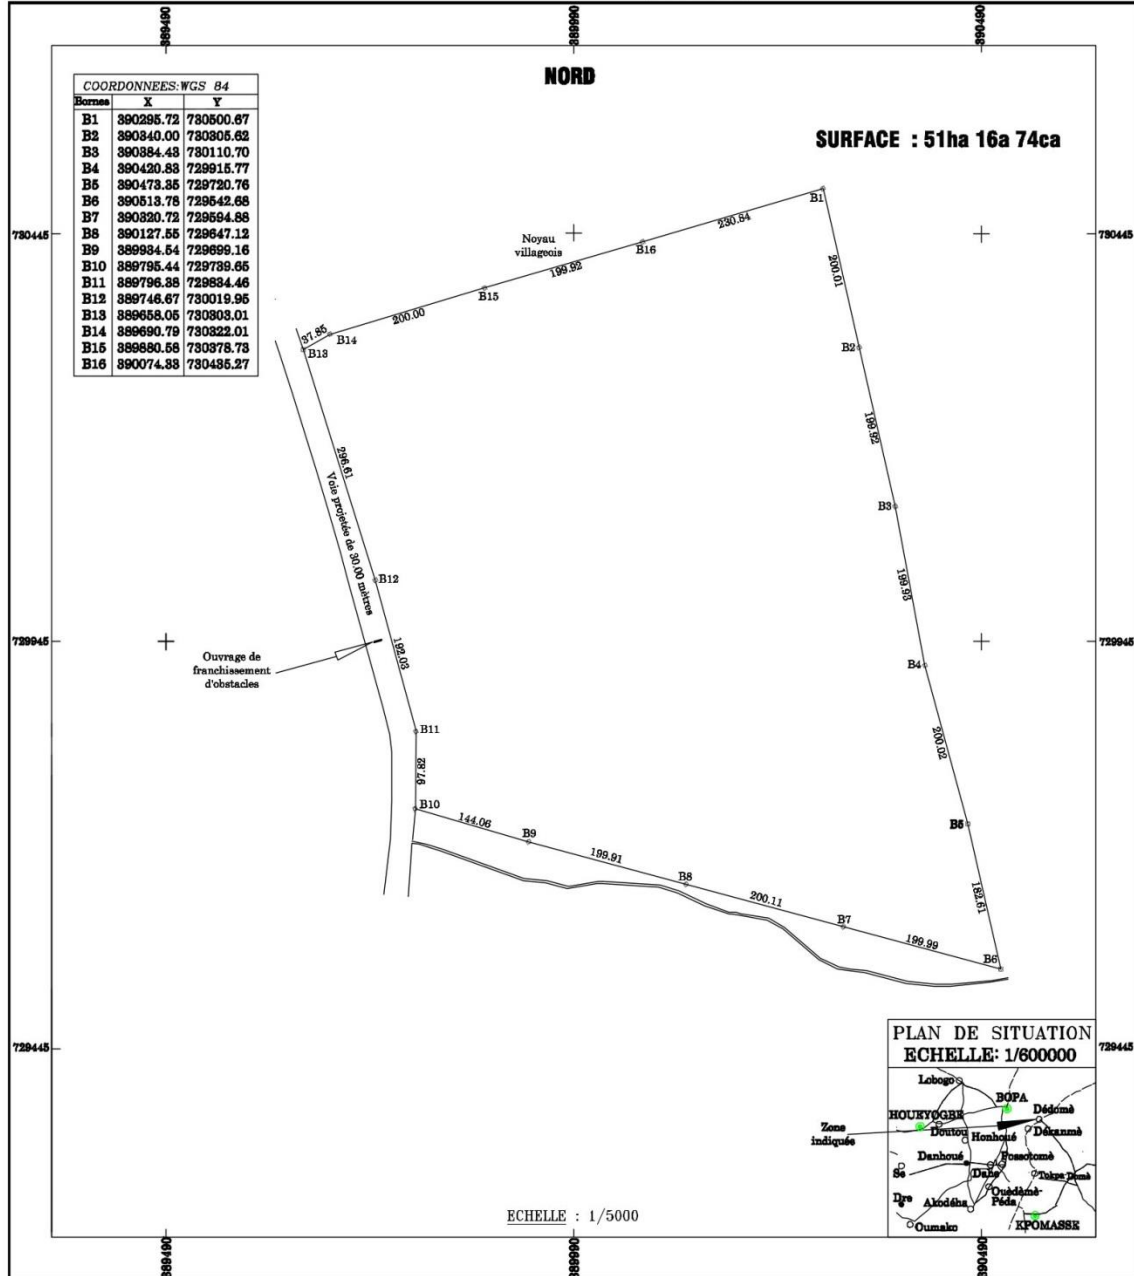 389490 389990 390490
NORD
COORDONNEES:WGS 84
Bornes X Y
B1 390295.72 730500.67
B2 390340.00 730305.62
B3 390384.43 730110.70
B4 390420.83 729915.77
B5 390473.35 729720.76
B6 390513.78 729542.68
B7 390320.72 729594.88
B8 390127.55 729647.12
B9 389934.54 729699.16
B10 389795.44 729739.65
B11 389796.38 729834.46
B12 389746.67 730019.95
B13 389658.05 730303.01
B14 389690.79 730322.01
B15 389880.58 730378.73
B16 390074.33 730435.27
SURFACE : 51ha 16a 74ca
B1
230.84
730445 730445
Noyau
villageois
B16
199.92
200.01
B15
200.00
37.85
B14
B13
B2
199.92
296.61
Voie projetée de 30.00 mètres
B3
B12
199.93
192.03
729945 729945
Ouvrage de
franchissement
d'obstacles
B4
200.02
B11
97.82
B10
144.06
B9
B5
199.91
B8
200.11
182.61
B7
199.99
B6
729445 729445
PLAN DE SITUATION
ECHELLE: 1/600000
Lobogo
BOPA
HOUEYOGBE
Dédomè
Zone
indiquée
Doutou
Dékanmè
Honhoué
Danhoué
Possotomè
Se
Dahe
Tokpa Domè
Ouèdèmè-
Péda
Dre
Akodéha
Oumako
KPOMASSE
ECHELLE : 1/5000
389490 389990 390490